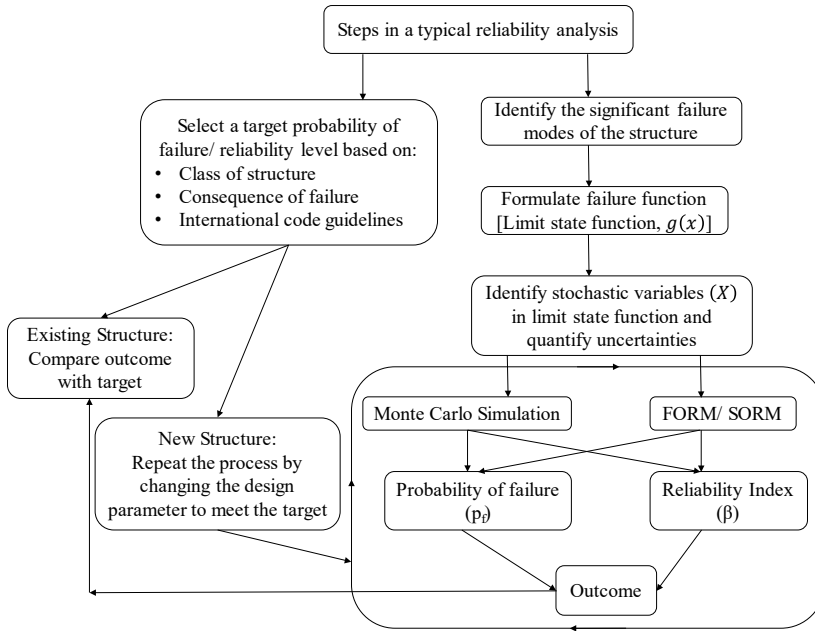 Steps in a typical reliability analysis
Select a target probability of
failure/ reliability level based on:
• Class of structure
• Consequence of failure
• International code guidelines
Identify the significant failure
modes of the structure
Formulate failure function
[Limit state function, 𝑔(𝑥)]
Identify stochastic variables (𝑋)
in limit state function and
quantify uncertainties
Existing Structure:
Compare outcome
with target
New Structure:
Repeat the process by
changing the design
parameter to meet the target
Monte Carlo Simulation
FORM/ SORM
Probability of failure
(pf)
Reliability Index
(β)
Outcome